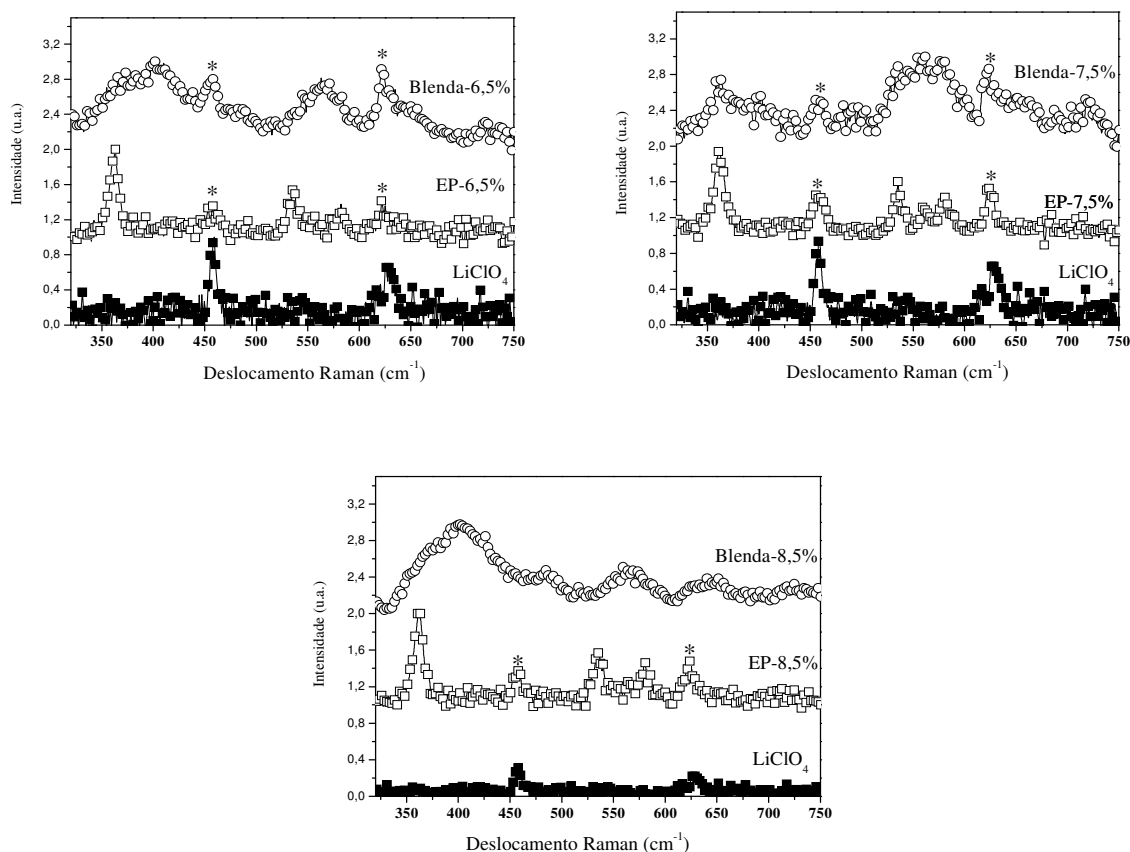 3,2
2,8
2,4
2,0
1,6
1,2
0,8
0,4
0,0
Intensidade (u.a.)
*
*
Blenda-6,5%
EP-6,5%
*
*
LiClO₄
350 400 450 500 550 600 650 700 750
Deslocamento Raman (cm⁻¹)
3,2
2,8
2,4
2,0
1,6
1,2
0,8
0,4
0,0
Intensidade (u.a.)
*
*
Blenda-7,5%
*
*
EP-7,5%
LiClO₄
350 400 450 500 550 600 650 700 750
Deslocamento Raman (cm⁻¹)
3,2
2,8
2,4
2,0
1,6
1,2
0,8
0,4
0,0
Intensidade (u.a.)
Blenda-8,5%
*
*
EP-8,5%
LiClO₄
350 400 450 500 550 600 650 700 750
Deslocamento Raman (cm⁻¹)